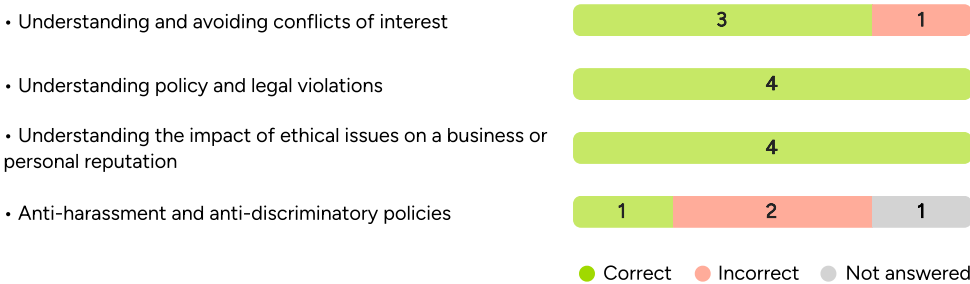 • Understanding and avoiding conflicts of interest 3 1
• Understanding policy and legal violations 4
• Understanding the impact of ethical issues on a business or
personal reputation 4
• Anti-harassment and anti-discriminatory policies 1 2 1
Correct Incorrect Not answered